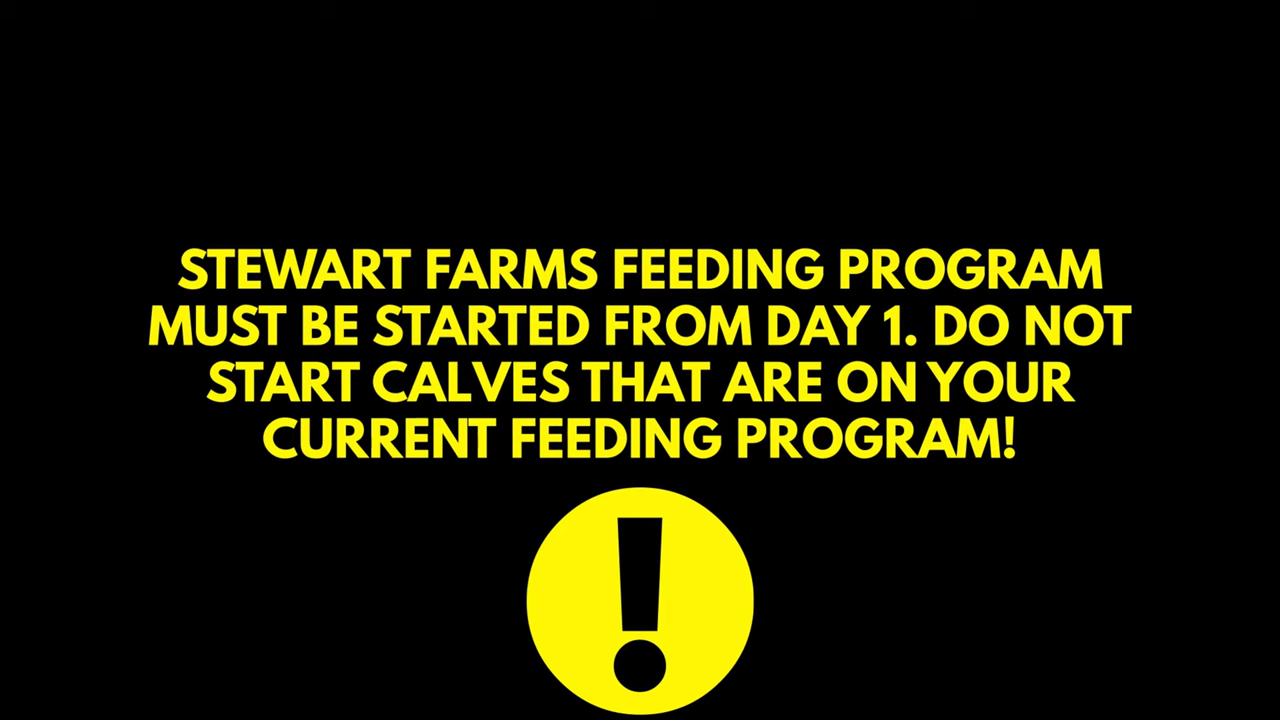 STEWART FARMS FEEDING PROGRAM
MUST BE STARTED FROM DAY 1. DO NOT
START CALVES THAT ARE ON YOUR
CURRENT FEEDING PROGRAM!
!